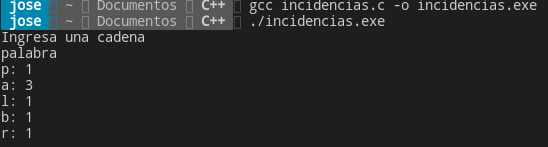 jose ~ Documentos C++ gcc incidencias.c -o incidencias.exe
jose ~ Documentos C++ ./incidencias.exe
Ingresa una cadena
palabra
p: 1
a: 3
l: 1
b: 1
r: 1